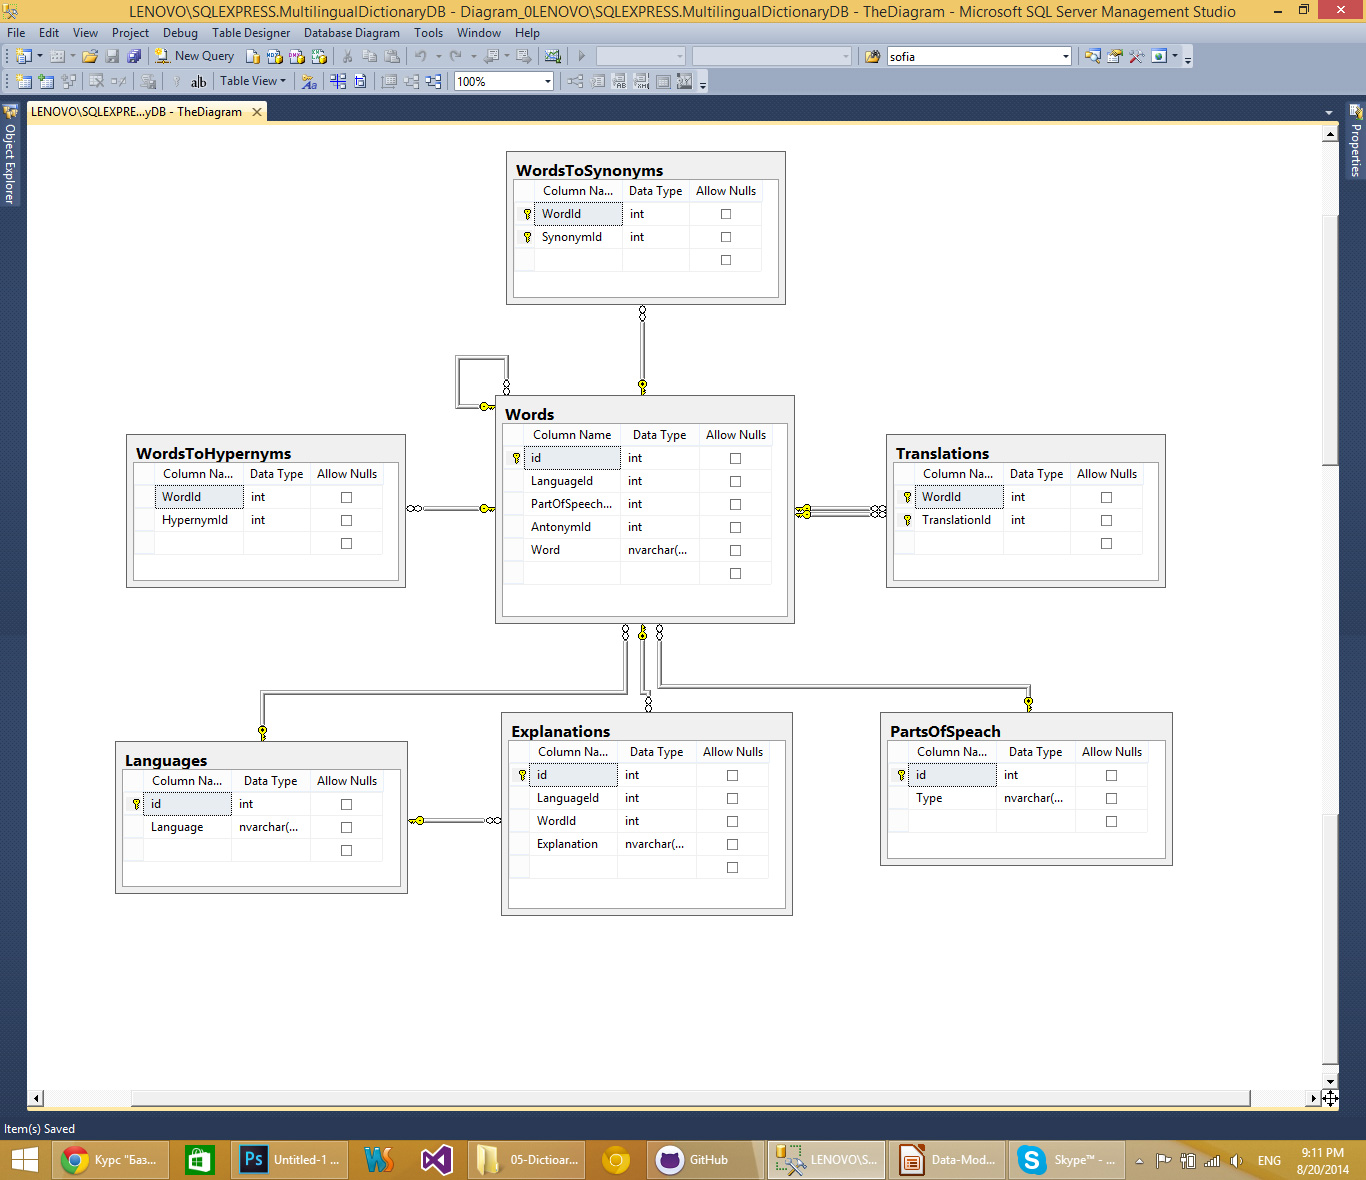 LENOVO\SQLEXPRESS.MultilingualDictionaryDB - Diagram_0LENOVO\SQLEXPRESS.MultilingualDictionaryDB - TheDiagram - Microsoft SQL Server Management Studio
File Edit View Project Debug Table Designer Database Diagram Tools Window Help
New Query sofia
Table View 100%
LENOVO\SQLEXPRE...yDB - TheDiagram
Object Explorer
Properties
WordsToSynonyms
Column Na... Data Type Allow Nulls
WordId int
SynonymId int
Words
Column Name Data Type Allow Nulls
id int
LanguageId int
PartOfSpeech... int
AntonymId int
Word nvarchar(...
WordsToHypernyms
Column Na... Data Type Allow Nulls
WordId int
HypernymId int
Translations
Column Na... Data Type Allow Nulls
WordId int
TranslationId int
Languages
Column Na... Data Type Allow Nulls
id int
Language nvarchar(...
Explanations
Column Na... Data Type Allow Nulls
id int
LanguageId int
WordId int
Explanation nvarchar(...
PartsOfSpeach
Column Na... Data Type Allow Nulls
id int
Type nvarchar(...
Item(s) Saved
Курс "Баз... Ps Untitled-1 ... 05-Dictioar... GitHub LENOVO\S... Data-Mod... Skype™ - ... ENG 9:11 PM
8/20/2014